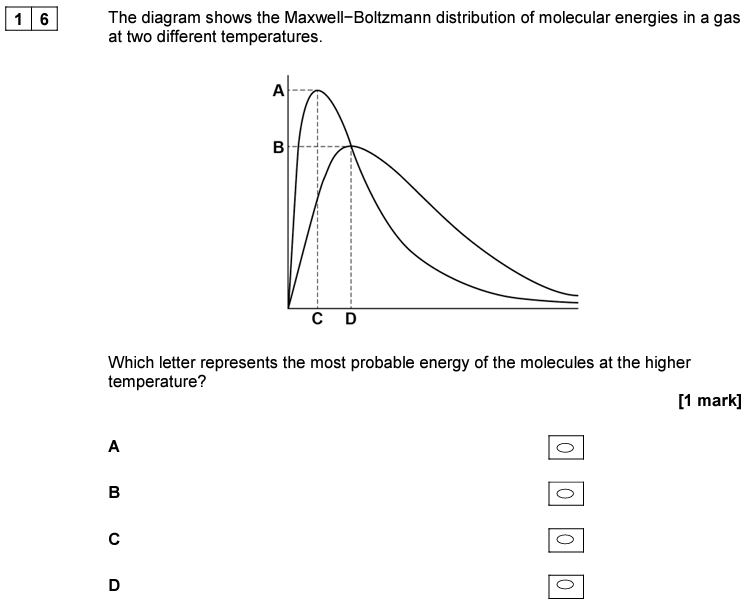 1 6
The diagram shows the Maxwell−Boltzmann distribution of molecular energies in a gas
at two different temperatures.
A
B
C D
Which letter represents the most probable energy of the molecules at the higher
temperature?
[1 mark]
A
B
C
D